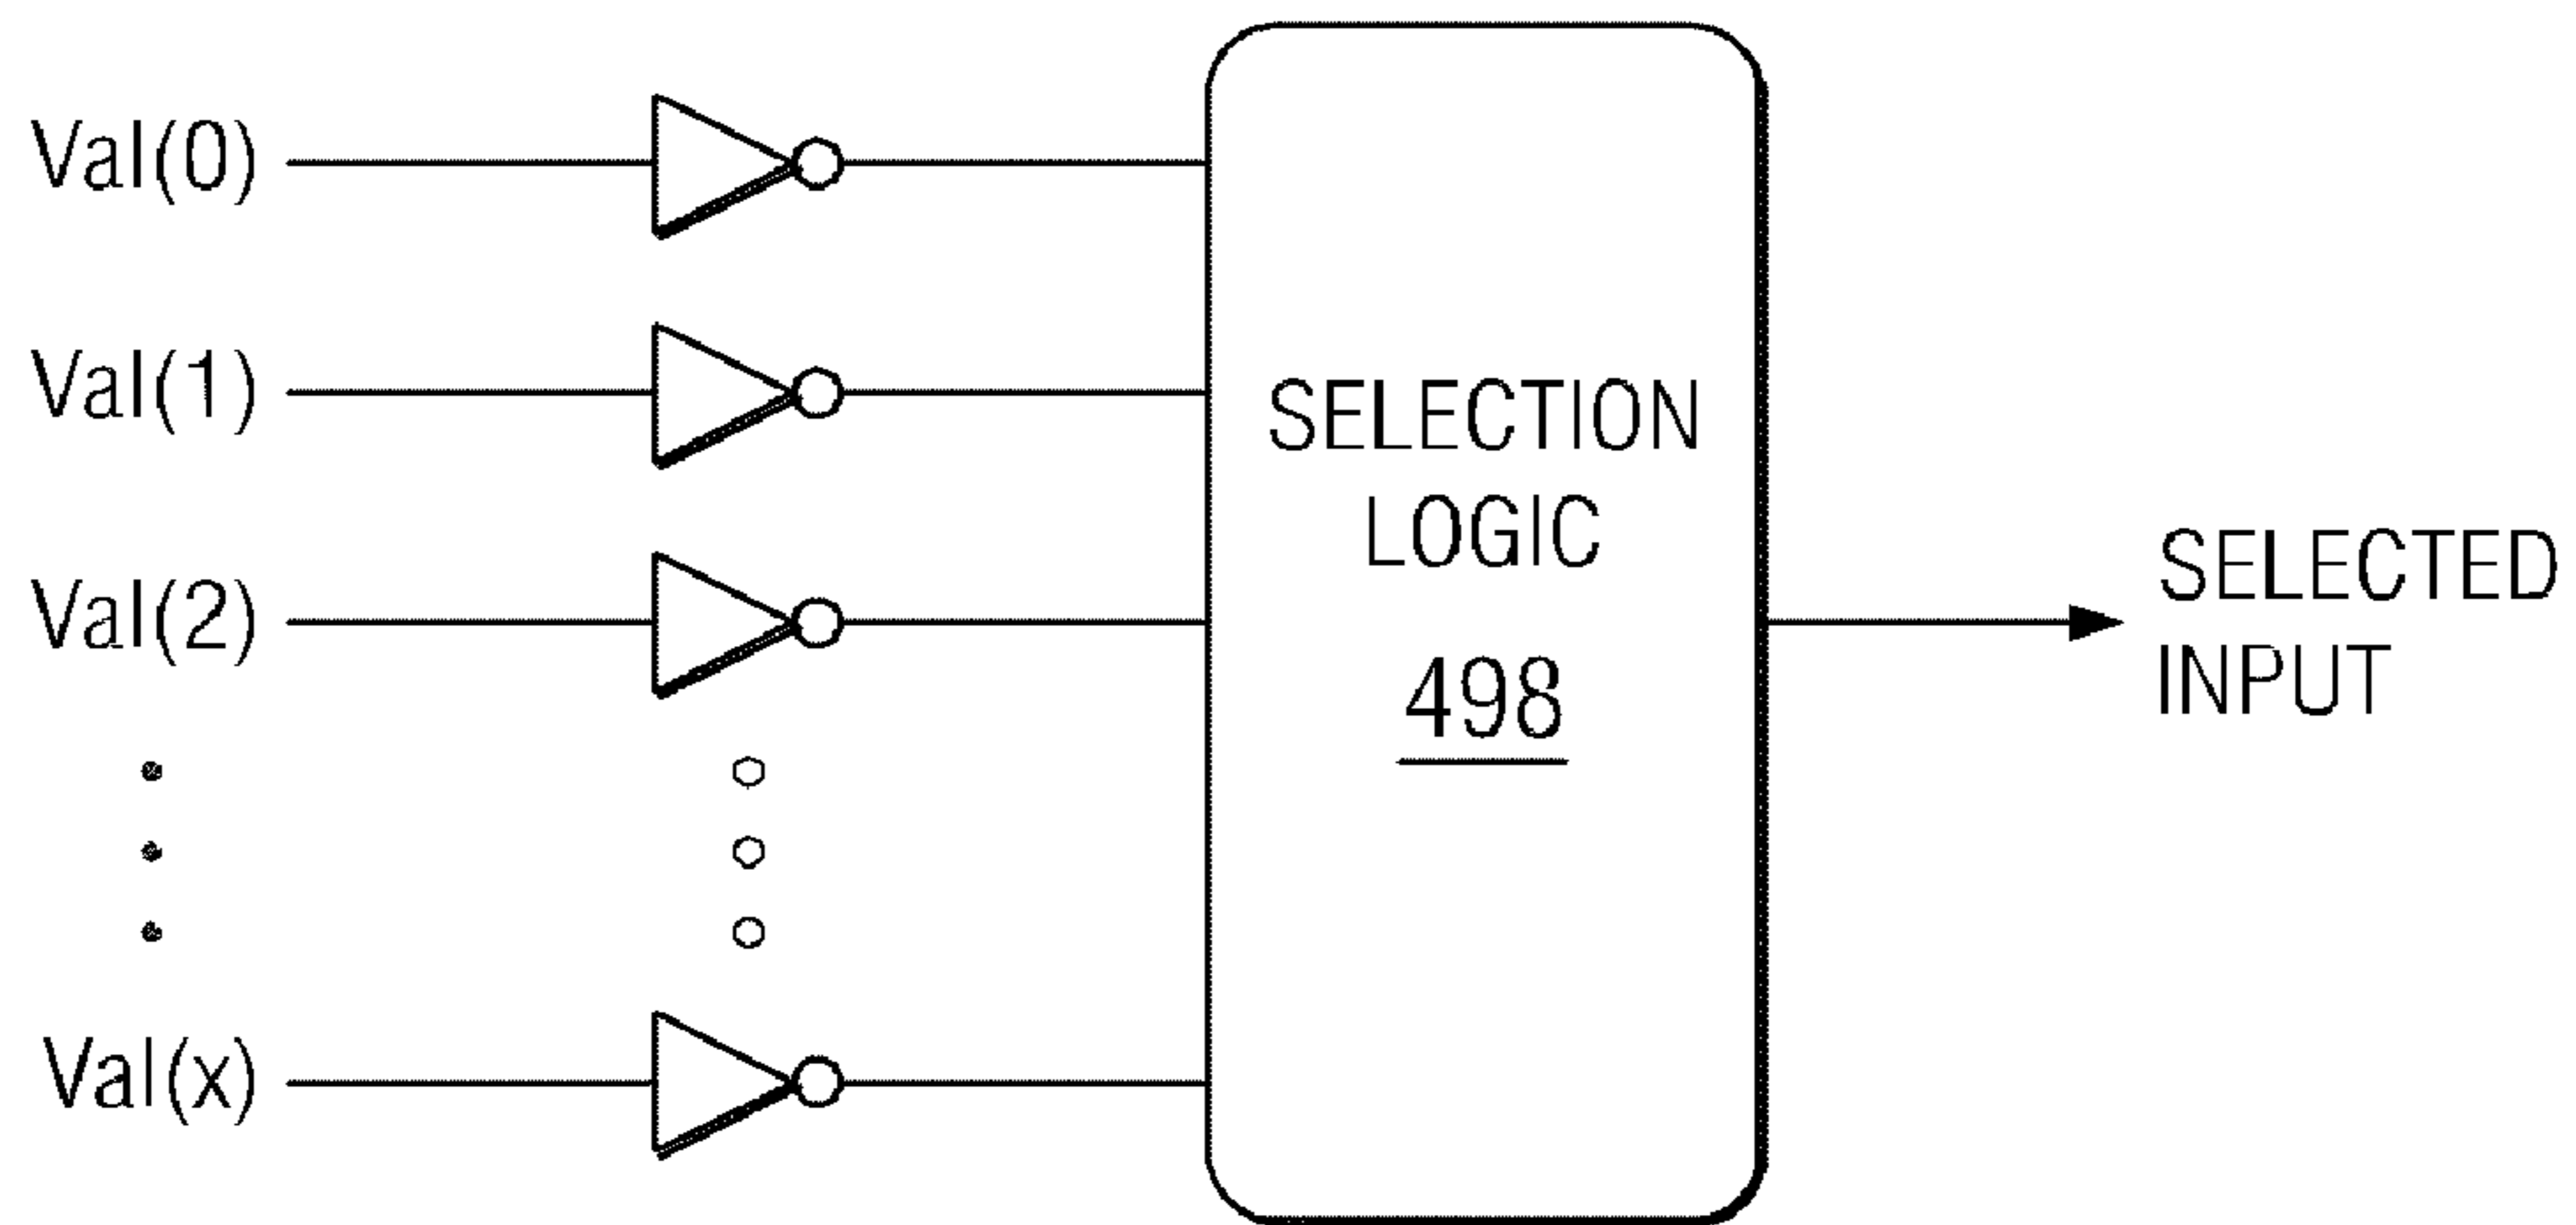 Val(0)
Val(1)
Val(2)
Val(x)
SELECTION
LOGIC
498
SELECTED
INPUT